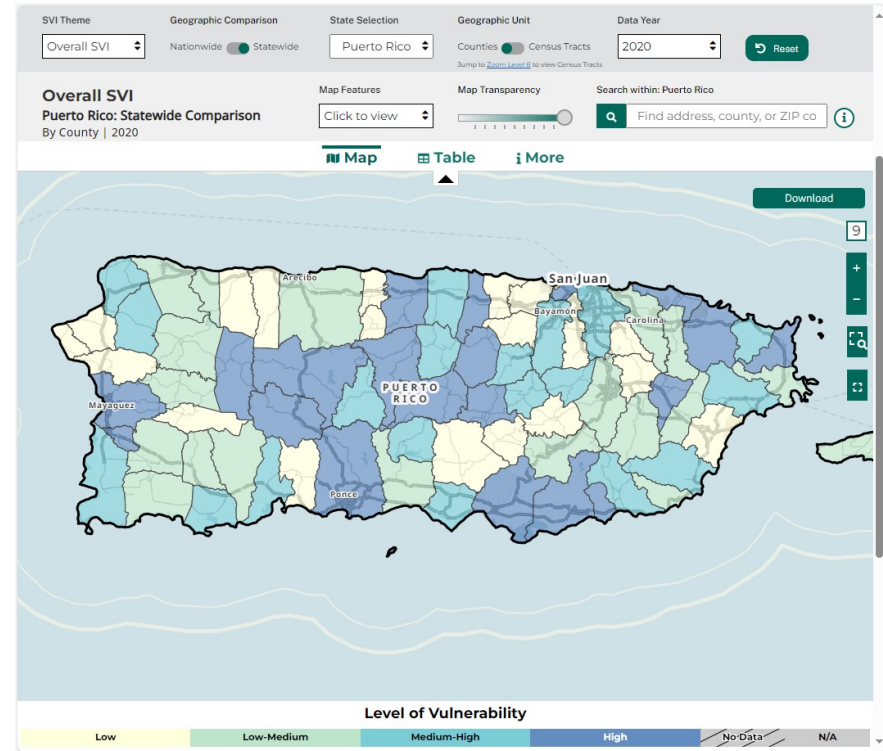 SVI Theme Geographic Comparison State Selection Geographic Unit Data Year
Overall SVI Nationwide Statewide Puerto Rico Counties Census Tracts 2020 Reset
Jump to Zoom Level 8 to view Census Tracts
Overall SVI
Puerto Rico: Statewide Comparison
By County | 2020
Map Features Map Transparency Search within: Puerto Rico
Click to view Find address, county, or ZIP co i
Map Table i More
Download
9
+
−
Arecibo
San Juan
Bayamón
Carolina
PUERTO
RICO
Mayaguez
Ponce
Level of Vulnerability
Low Low-Medium Medium-High High No Data N/A